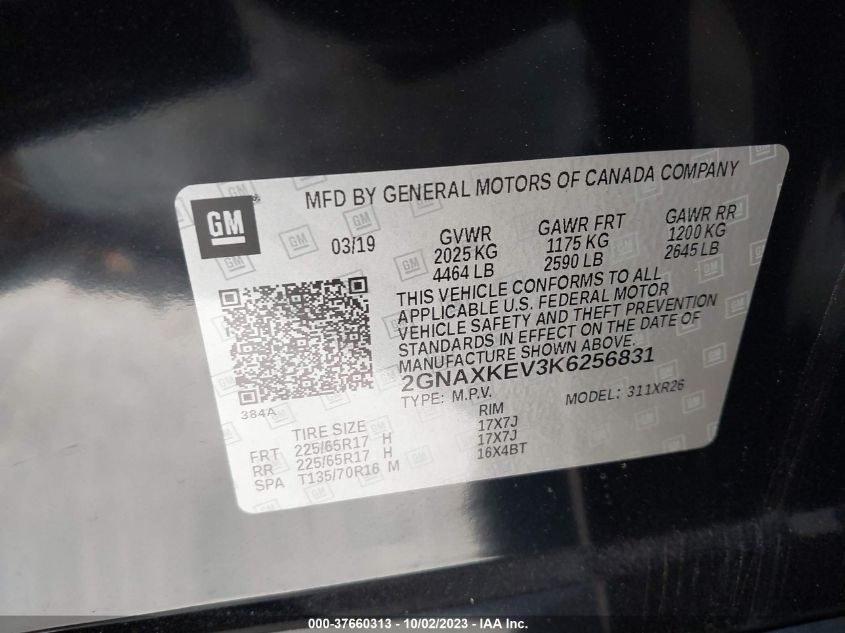 MFD BY GENERAL MOTORS OF CANADA COMPANY
GM®
03/19 GVWR GAWR FRT GAWR RR
2025 KG 1175 KG 1200 KG
4464 LB 2590 LB 2645 LB
THIS VEHICLE CONFORMS TO ALL
APPLICABLE U.S. FEDERAL MOTOR
VEHICLE SAFETY AND THEFT PREVENTION
STANDARDS IN EFFECT ON THE DATE OF
MANUFACTURE SHOWN ABOVE.
2GNAXKEV3K6256831
384A TYPE: M.P.V. MODEL: 311XR26
TIRE SIZE RIM
FRT 225/65R17 H 17X7J
RR 225/65R17 H 17X7J
SPA T135/70R16 M 16X4BT
000-37660313 - 10/02/2023 - IAA Inc.